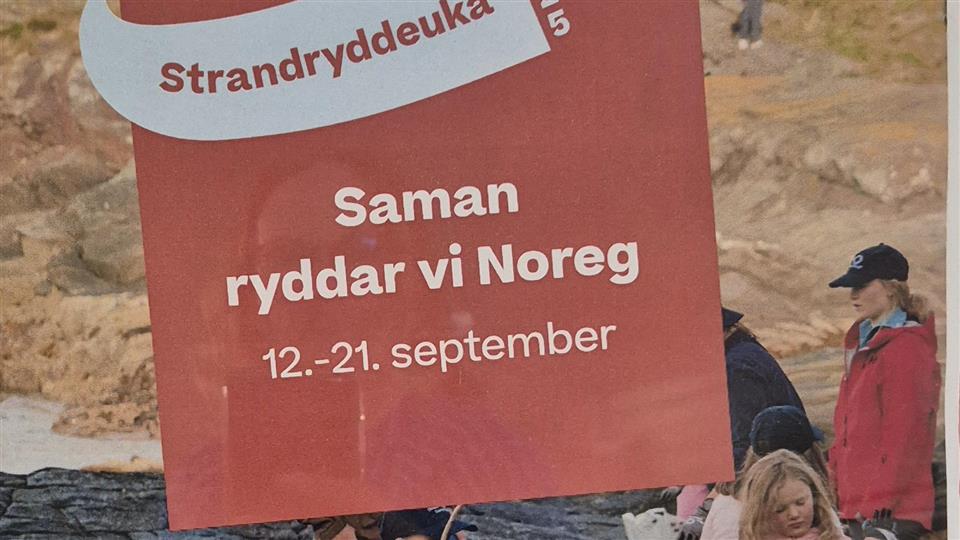 Strandryddeuka
Saman
ryddar vi Noreg
12.-21. september